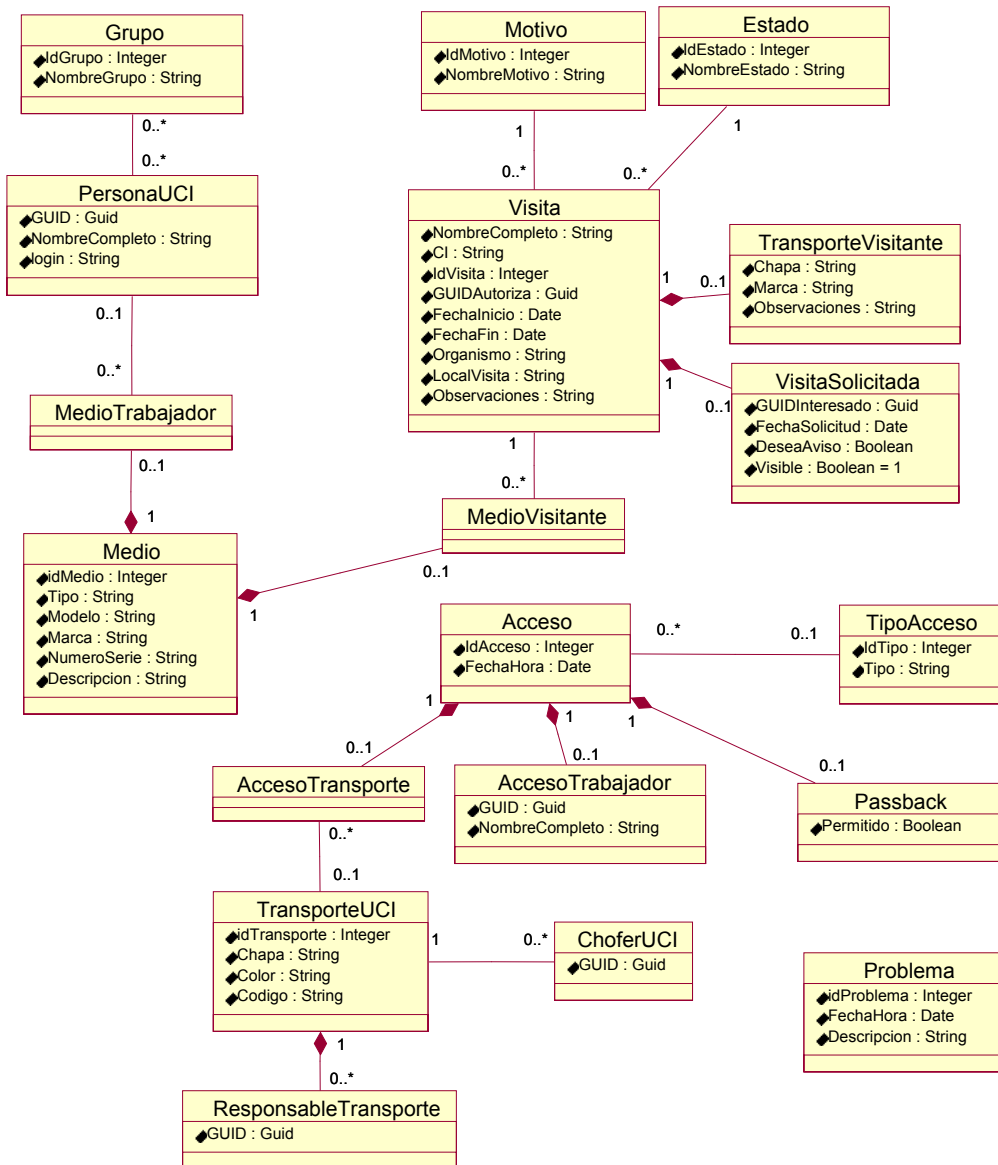 Grupo
IdGrupo : Integer
NombreGrupo : String
0..*
0..*
PersonaUCI
GUID : Guid
NombreCompleto : String
login : String
0..1
0..*
MedioTrabajador
0..1
1
Medio
idMedio : Integer
Tipo : String
Modelo : String
Marca : String
NumeroSerie : String
Descripcion : String
1
0..1
Motivo
IdMotivo : Integer
NombreMotivo : String
1
0..*
Estado
IdEstado : Integer
NombreEstado : String
1
0..*
Visita
NombreCompleto : String
CI : String
IdVisita : Integer
GUIDAutoriza : Guid
FechaInicio : Date
FechaFin : Date
Organismo : String
LocalVisita : String
Observaciones : String
1
0..1
TransporteVisitante
Chapa : String
Marca : String
Observaciones : String
1
0..1
VisitaSolicitada
GUIDInteresado : Guid
FechaSolicitud : Date
DeseaAviso : Boolean
Visible : Boolean = 1
1
0..*
MedioVisitante
Acceso
IdAcceso : Integer
FechaHora : Date
0..*
0..1
TipoAcceso
IdTipo : Integer
Tipo : String
1
1
1
0..1
0..1
0..1
AccesoTransporte
AccesoTrabajador
GUID : Guid
NombreCompleto : String
Passback
Permitido : Boolean
0..*
0..1
TransporteUCI
idTransporte : Integer
Chapa : String
Color : String
Codigo : String
1
0..*
ChoferUCI
GUID : Guid
Problema
idProblema : Integer
FechaHora : Date
Descripcion : String
1
0..*
ResponsableTransporte
GUID : Guid